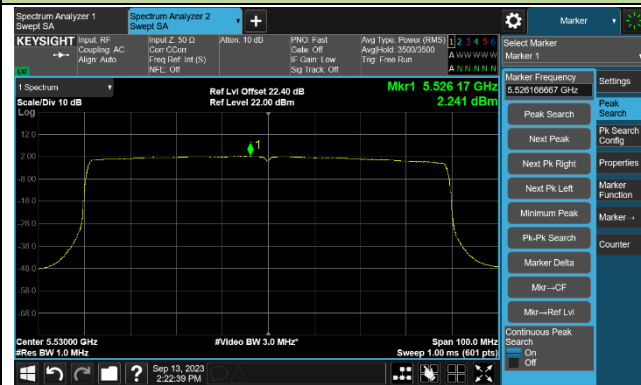 Spectrum Analyzer 1
Swept SA
Spectrum Analyzer 2
Swept SA
Marker
KEYSIGHT
Input: RF
Coupling: AC
Align: Auto
Input Z: 50 Ω
Corr CCorr
Freq Ref: Int (S)
NFE: Off
Atten: 10 dB
PNO: Fast
Gate: Off
IF Gain: Low
Sig Track: Off
Avg Type: Power (RMS)
Avg|Hold: 3500/3500
Trig: Free Run
1 2 3 4 5 6
A W W W W W
A N N N N N
Select Marker
Marker 1
LXI
1 Spectrum
Scale/Div 10 dB
Log
Ref Lvl Offset 22.40 dB
Ref Level 22.00 dBm
Mkr1 5.526 17 GHz
2.241 dBm
12.0
2.00
-8.00
-18.0
-28.0
-38.0
-48.0
-58.0
-68.0
1
Center 5.53000 GHz
#Res BW 1.0 MHz
#Video BW 3.0 MHz*
Span 100.0 MHz
Sweep 1.00 ms (601 pts)
Marker Frequency
5.526166667 GHz
Peak Search
Next Peak
Next Pk Right
Next Pk Left
Minimum Peak
Pk-Pk Search
Marker Delta
Mkr→CF
Mkr→Ref Lvl
Continuous Peak
Search
On
Off
Settings
Peak
Search
Pk Search
Config
Properties
Marker
Function
Marker→
Counter
Sep 13, 2023
2:22:39 PM